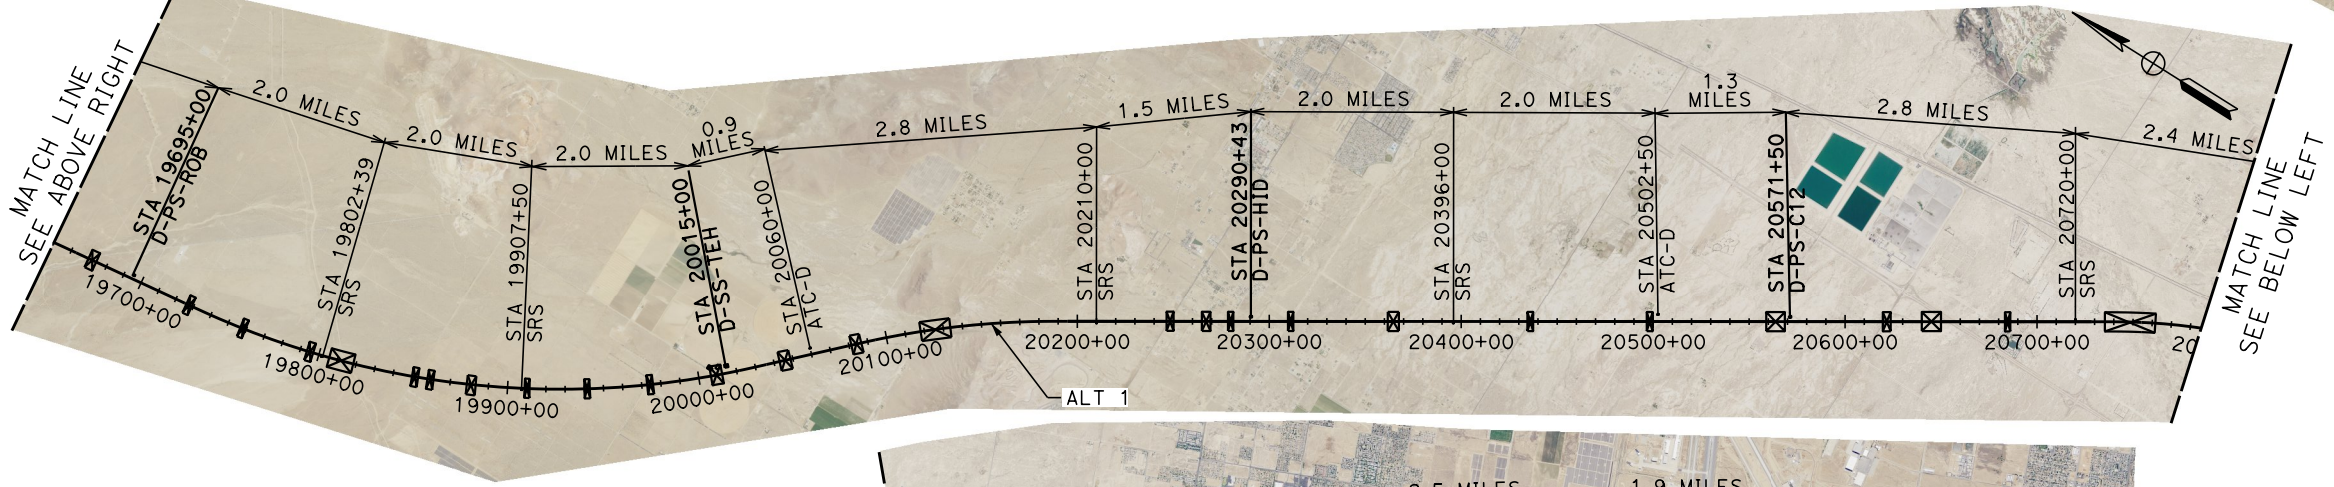 MATCH LINE
SEE ABOVE RIGHT
2.0 MILES
2.0 MILES
2.0 MILES
0.9
MILES
2.8 MILES
1.5 MILES
2.0 MILES
2.0 MILES
1.3
MILES
2.8 MILES
2.4 MILES
STA 19695+00
D-PS-ROB
STA 19802+39
SRS
STA 19907+50
SRS
STA 20015+00
D-SS-TEH
STA 20060+00
ATC-D
STA 20210+00
SRS
STA 20290+43
D-PS-HID
STA 20396+00
SRS
STA 20502+50
ATC-D
STA 20571+50
D-PS-C12
STA 20720+00
SRS
19700+00
19800+00
19900+00
20000+00
20100+00
20200+00
20300+00
20400+00
20500+00
20600+00
20700+00
20
ALT 1
MATCH LINE
SEE BELOW LEFT
1.9 MILES